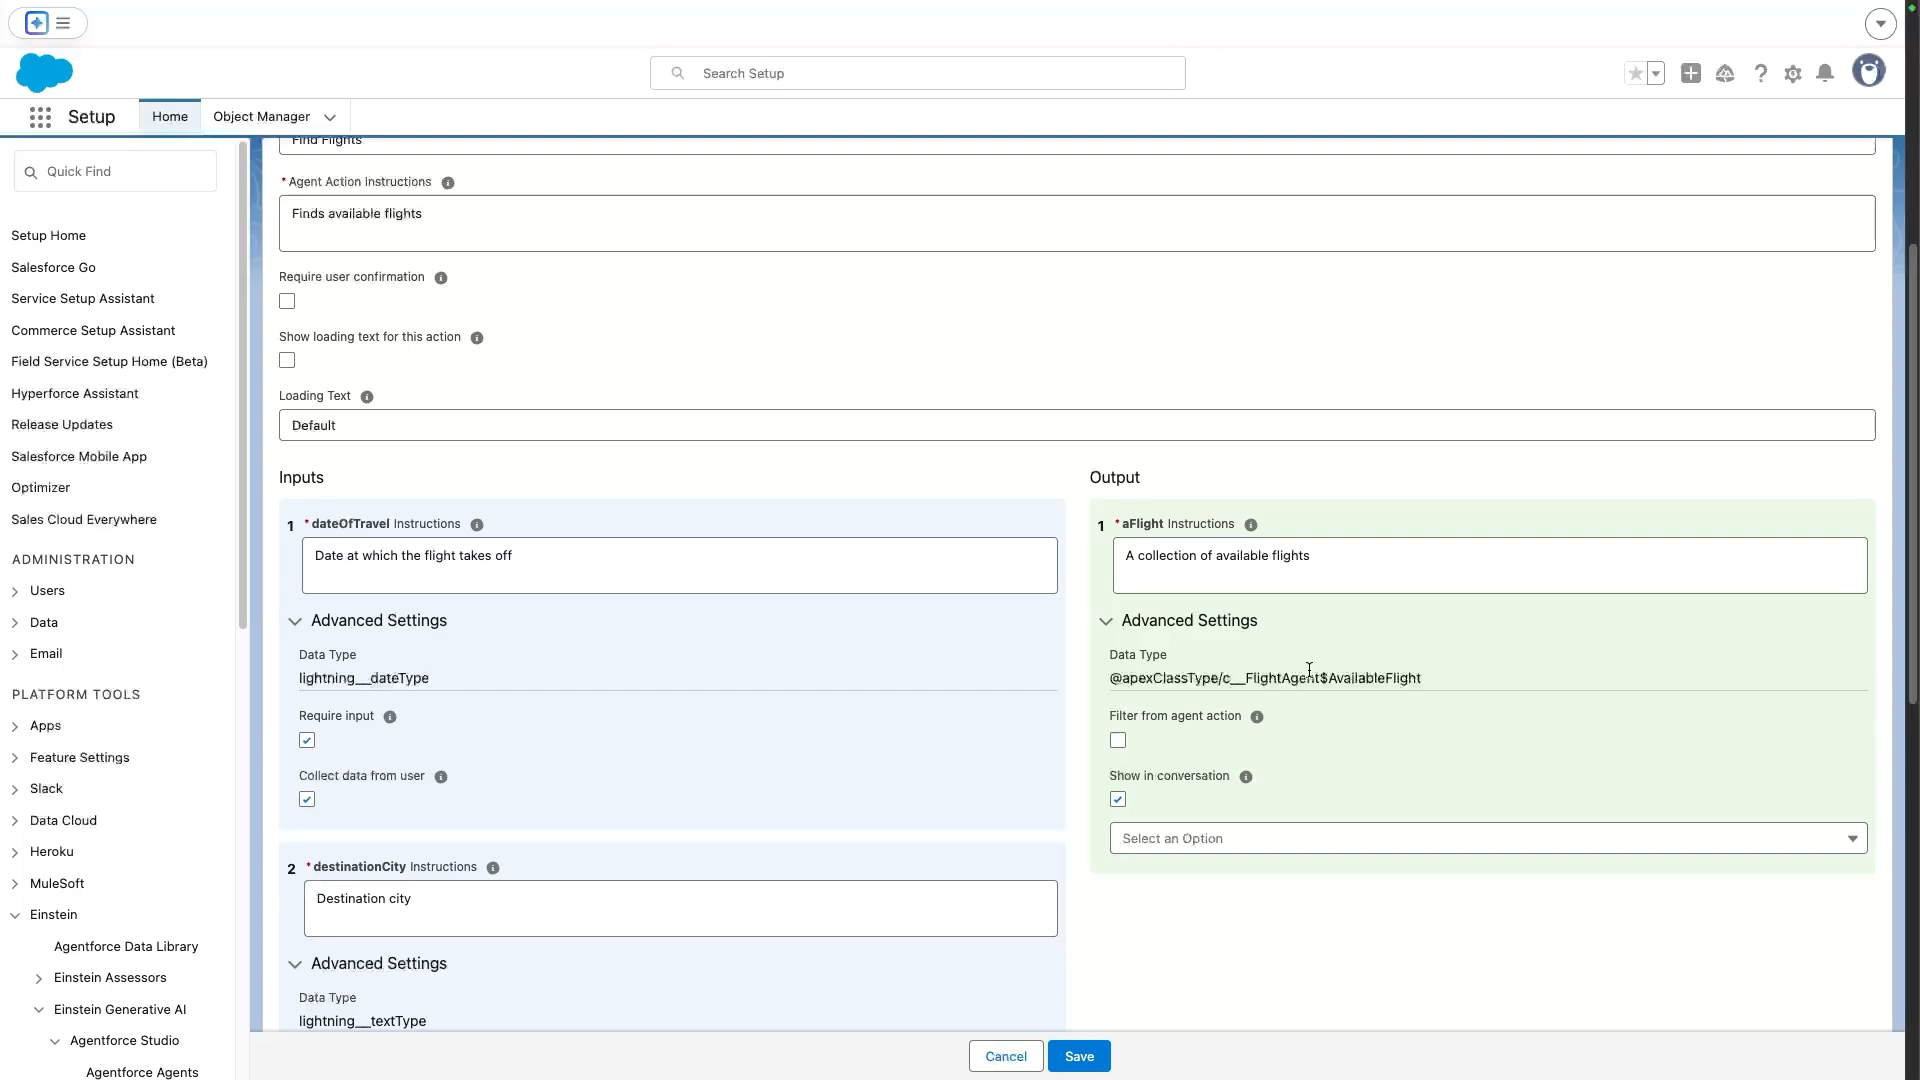 Search Setup
Setup
Home
Object Manager
Quick Find
Setup Home
Salesforce Go
Service Setup Assistant
Commerce Setup Assistant
Field Service Setup Home (Beta)
Hyperforce Assistant
Release Updates
Salesforce Mobile App
Optimizer
Sales Cloud Everywhere
ADMINISTRATION
Users
Data
Email
PLATFORM TOOLS
Apps
Feature Settings
Slack
Data Cloud
Heroku
MuleSoft
Einstein
Agentforce Data Library
Einstein Assessors
Einstein Generative AI
Agentforce Studio
Agentforce Agents
Find Flights
* Agent Action Instructions
Finds available flights
Require user confirmation
Show loading text for this action
Loading Text
Default
Inputs
1 * dateOfTravel Instructions
Date at which the flight takes off
Advanced Settings
Data Type
lightning__dateType
Require input
Collect data from user
2 * destinationCity Instructions
Destination city
Advanced Settings
Data Type
lightning__textType
Output
1 * aFlight Instructions
A collection of available flights
Advanced Settings
Data Type
@apexClassType/c__FlightAgent$AvailableFlight
Filter from agent action
Show in conversation
Select an Option
Cancel
Save